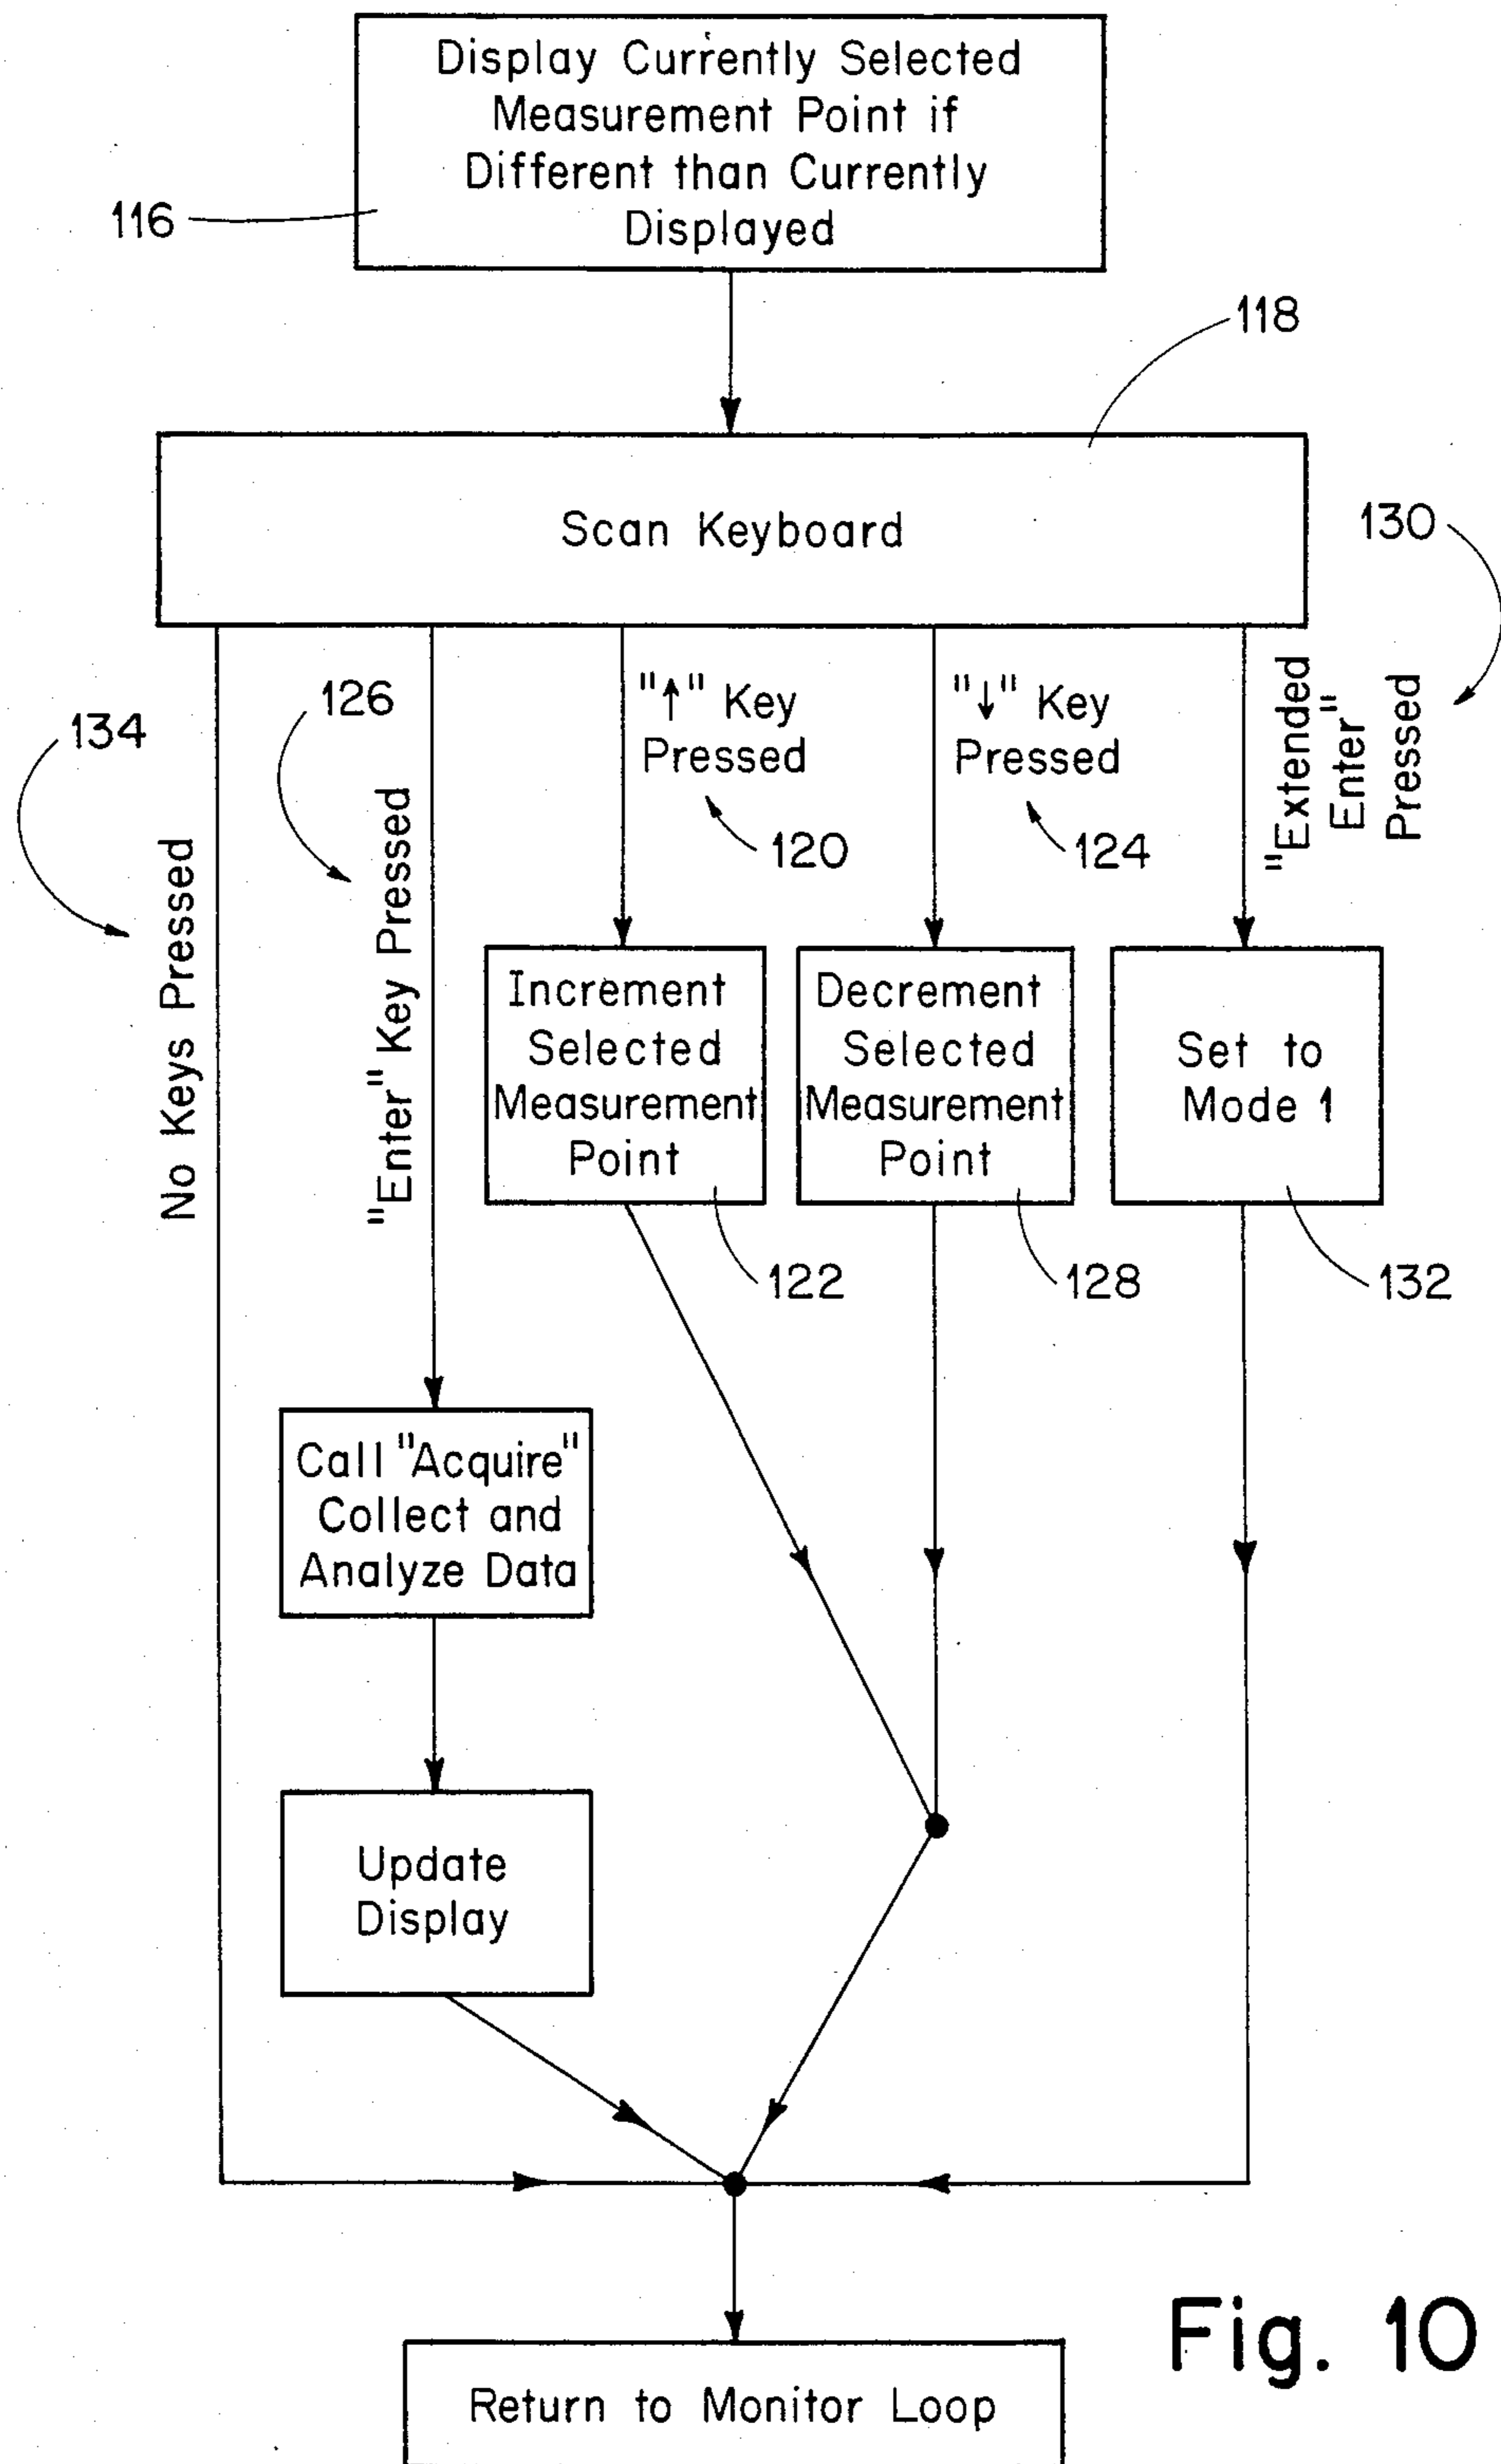 Display Currently Selected
Measurement Point if
Different than Currently
Displayed
116
118
Scan Keyboard
130
134
No Keys Pressed
126
"Enter" Key Pressed
"↑" Key
Pressed
120
"↓" Key
Pressed
124
"Extended
Enter"
Pressed
Increment
Selected
Measurement
Point
122
Decrement
Selected
Measurement
Point
128
Set to
Mode 1
132
Call "Acquire"
Collect and
Analyze Data
Update
Display
Fig. 10
Return to Monitor Loop